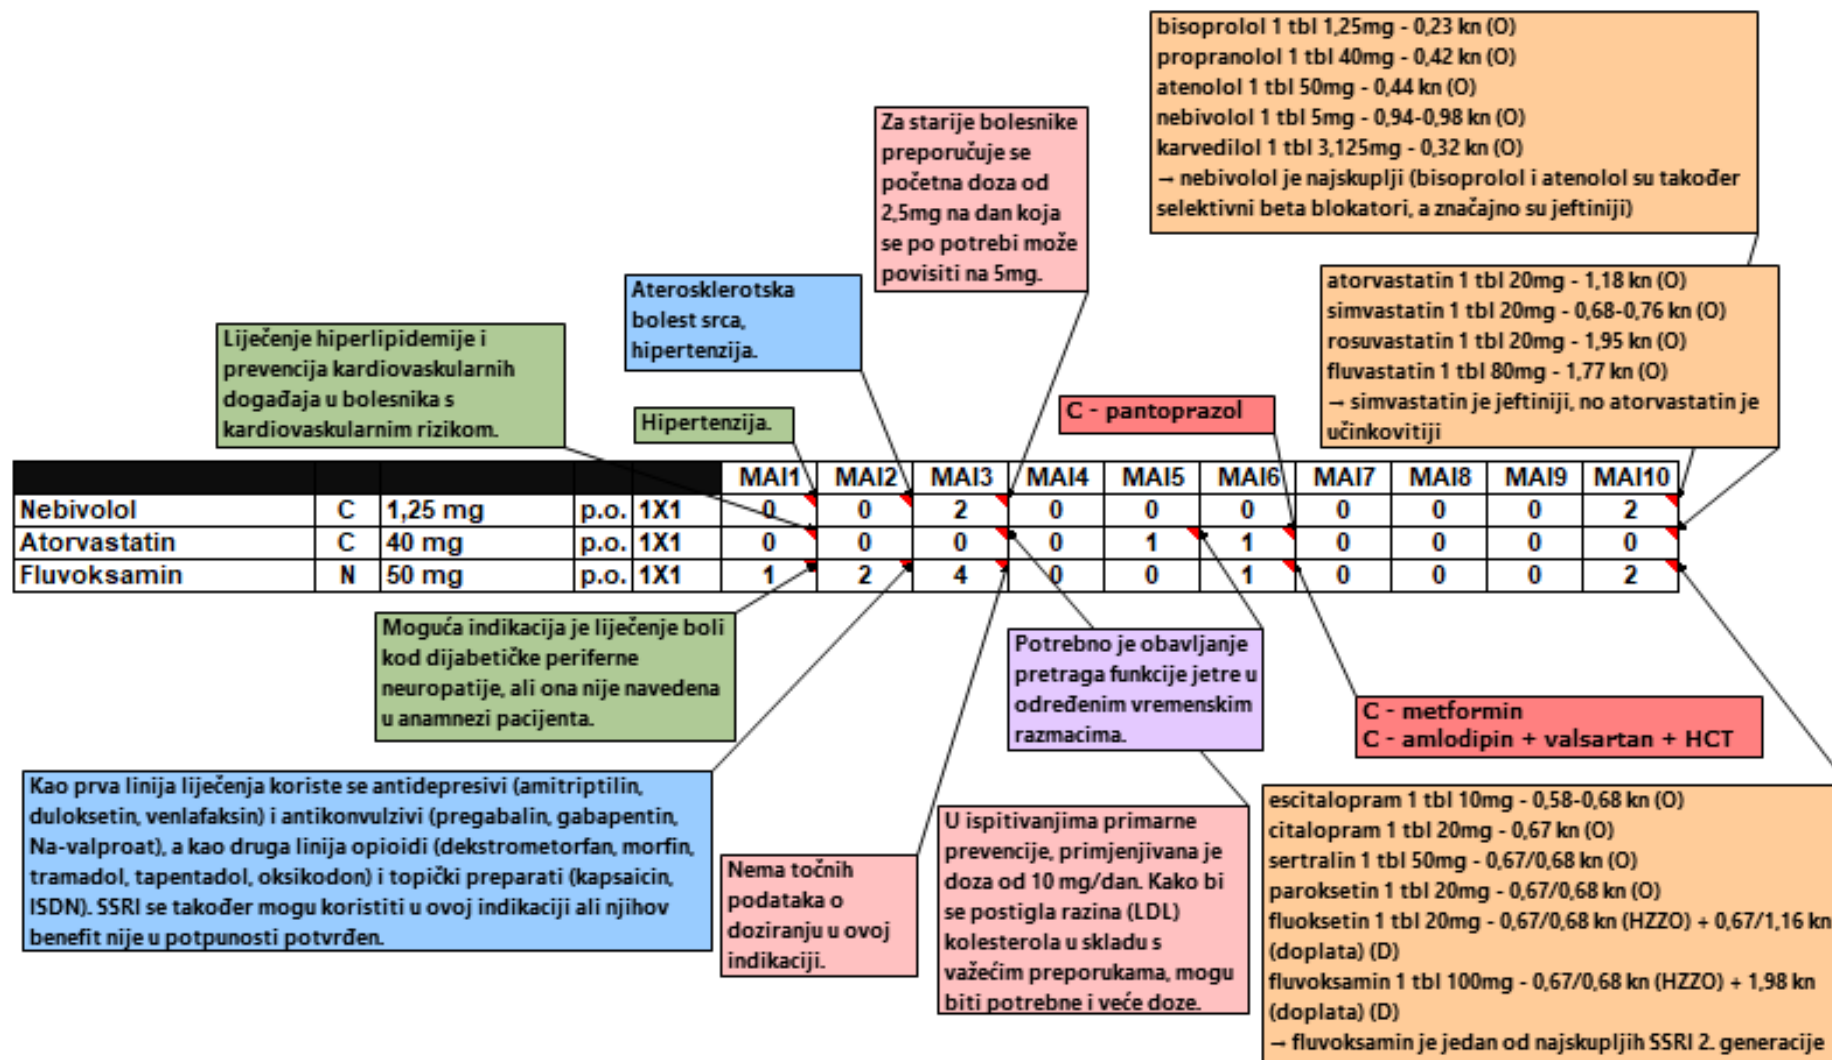 bisoprolol 1 tbl 1,25mg - 0,23 kn (O)
propranolol 1 tbl 40mg - 0,42 kn (O)
atenolol 1 tbl 50mg - 0,44 kn (O)
nebivolol 1 tbl 5mg - 0,94-0,98 kn (O)
karvedilol 1 tbl 3,125mg - 0,32 kn (O)
→ nebivolol je najskuplji (bisoprolol i atenolol su također
selektivni beta blokatori, a značajno su jeftiniji)
Za starije bolesnike
preporučuje se
početna doza od
2,5mg na dan koja
se po potrebi može
povisiti na 5mg.
Aterosklerotska
bolest srca,
hipertenzija.
atorvastatin 1 tbl 20mg - 1,18 kn (O)
simvastatin 1 tbl 20mg - 0,68-0,76 kn (O)
rosuvastatin 1 tbl 20mg - 1,95 kn (O)
fluvastatin 1 tbl 80mg - 1,77 kn (O)
→ simvastatin je jeftiniji, no atorvastatin je
učinkovitiji
Liječenje hiperlipidemije i
prevencija kardiovaskularnih
događaja u bolesnika s
kardiovaskularnim rizikom.
Hipertenzija.
C - pantoprazol
MAI1 MAI2 MAI3 MAI4 MAI5 MAI6 MAI7 MAI8 MAI9 MAI10
Nebivolol C 1,25 mg p.o. 1X1 0 0 2 0 0 0 0 0 0 2
Atorvastatin C 40 mg p.o. 1X1 0 0 0 0 1 1 0 0 0 0
Fluvoksamin N 50 mg p.o. 1X1 1 2 4 0 0 1 0 0 0 2
Moguća indikacija je liječenje boli
kod dijabetičke periferne
neuropatije, ali ona nije navedena
u anamnezi pacijenta.
Potrebno je obavljanje
pretraga funkcije jetre u
određenim vremenskim
razmacima.
C - metformin
C - amlodipin + valsartan + HCT
Kao prva linija liječenja koriste se antidepresivi (amitriptilin,
duloksetin, venlafaksin) i antikonvulzivi (pregabalin, gabapentin,
Na-valproat), a kao druga linija opioidi (dekstrometorfan, morfin,
tramadol, tapentadol, oksikodon) i topički preparati (kapsaicin,
ISDN). SSRI se također mogu koristiti u ovoj indikaciji ali njihov
benefit nije u potpunosti potvrđen.
Nema točnih
podataka o
doziranju u ovoj
indikaciji.
U ispitivanjima primarne
prevencije, primjenjivana je
doza od 10 mg/dan. Kako bi
se postigla razina (LDL)
kolesterola u skladu s
važećim preporukama, mogu
biti potrebne i veće doze.
escitalopram 1 tbl 10mg - 0,58-0,68 kn (O)
citalopram 1 tbl 20mg - 0,67 kn (O)
sertralin 1 tbl 50mg - 0,67/0,68 kn (O)
paroksetin 1 tbl 20mg - 0,67/0,68 kn (O)
fluoksetin 1 tbl 20mg - 0,67/0,68 kn (HZZO) + 0,67/1,16 kn
(doplata) (D)
fluvoksamin 1 tbl 100mg - 0,67/0,68 kn (HZZO) + 1,98 kn
(doplata) (D)
→ fluvoksamin je jedan od najskupljih SSRI 2. generacije